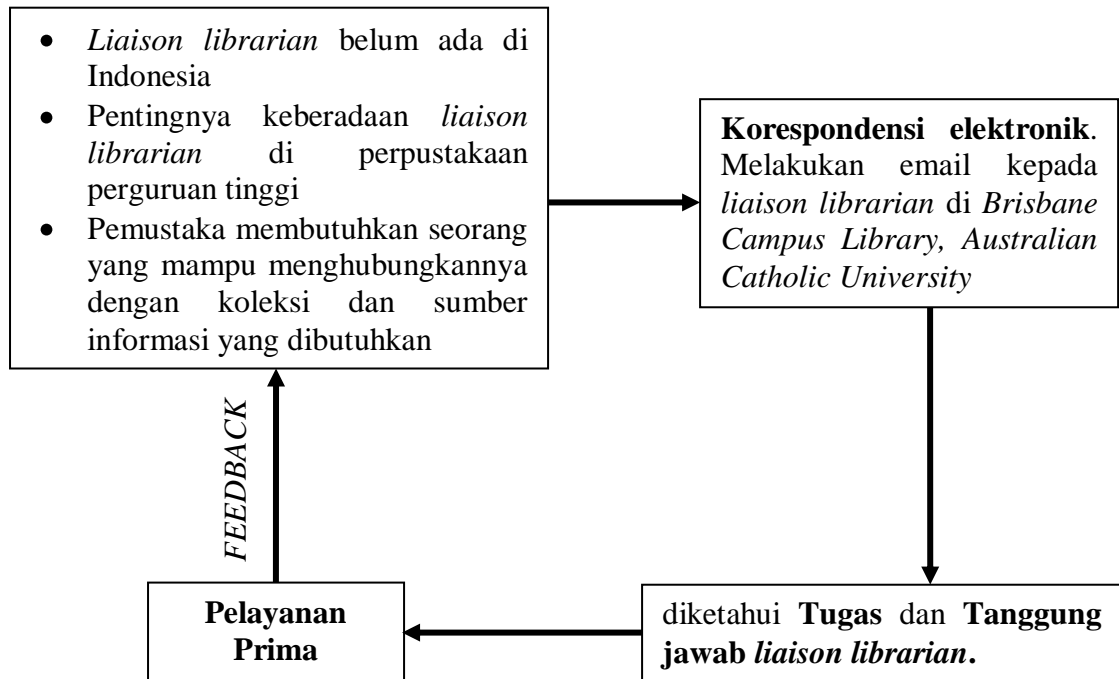 • Liaison librarian belum ada di
Indonesia
• Pentingnya keberadaan liaison
librarian di perpustakaan
perguruan tinggi
• Pemustaka membutuhkan seorang
yang mampu menghubungkannya
dengan koleksi dan sumber
informasi yang dibutuhkan
Korespondensi elektronik.
Melakukan email kepada
liaison librarian di Brisbane
Campus Library, Australian
Catholic University
diketahui Tugas dan Tanggung
jawab liaison librarian.
Pelayanan
Prima
FEEDBACK